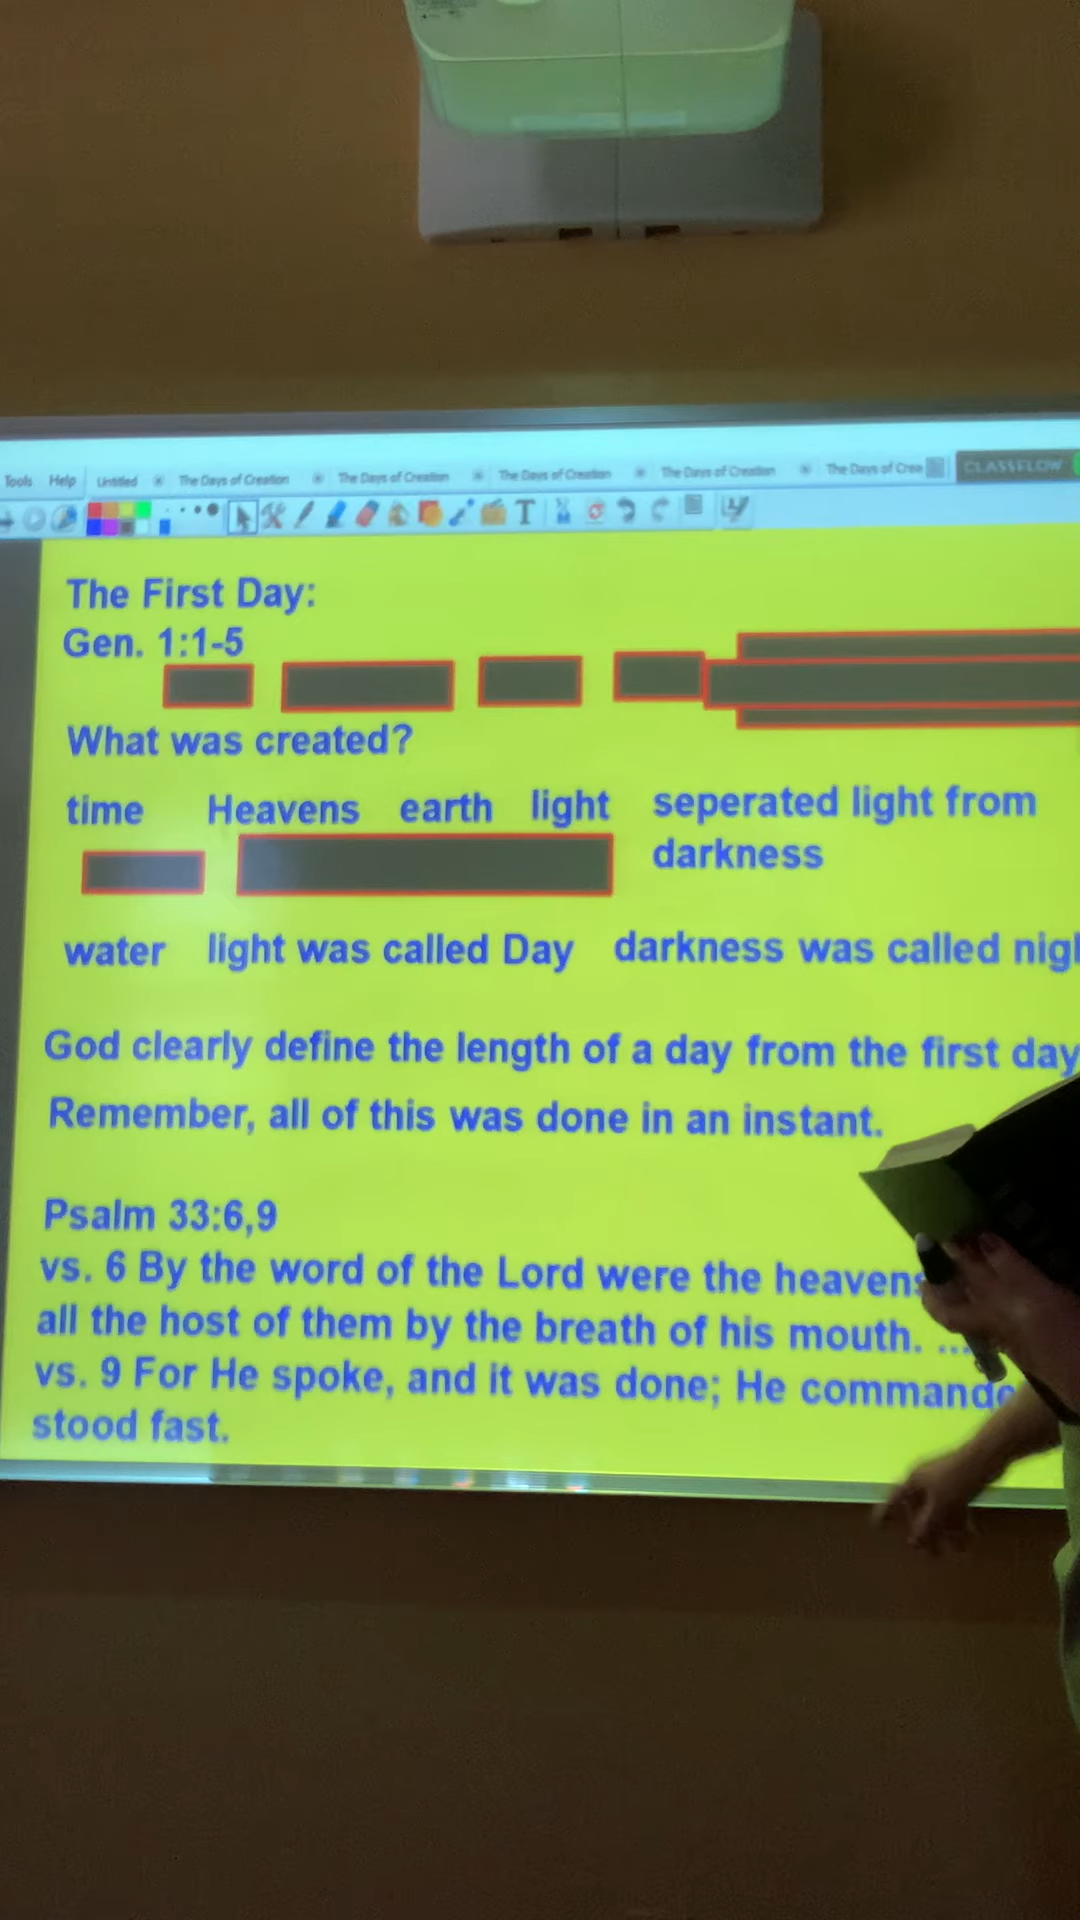 Tools Help Untitled The Days of Creation The Days of Creation The Days of Creation The Days of Creation The Days of Crea CLASSFLOW
T
The First Day:
Gen. 1:1-5
What was created?
time Heavens earth light seperated light from
darkness
water light was called Day darkness was called nigh
God clearly define the length of a day from the first day
Remember, all of this was done in an instant.
Psalm 33:6,9
vs. 6 By the word of the Lord were the heavens
all the host of them by the breath of his mouth. ...
vs. 9 For He spoke, and it was done; He commande
stood fast.